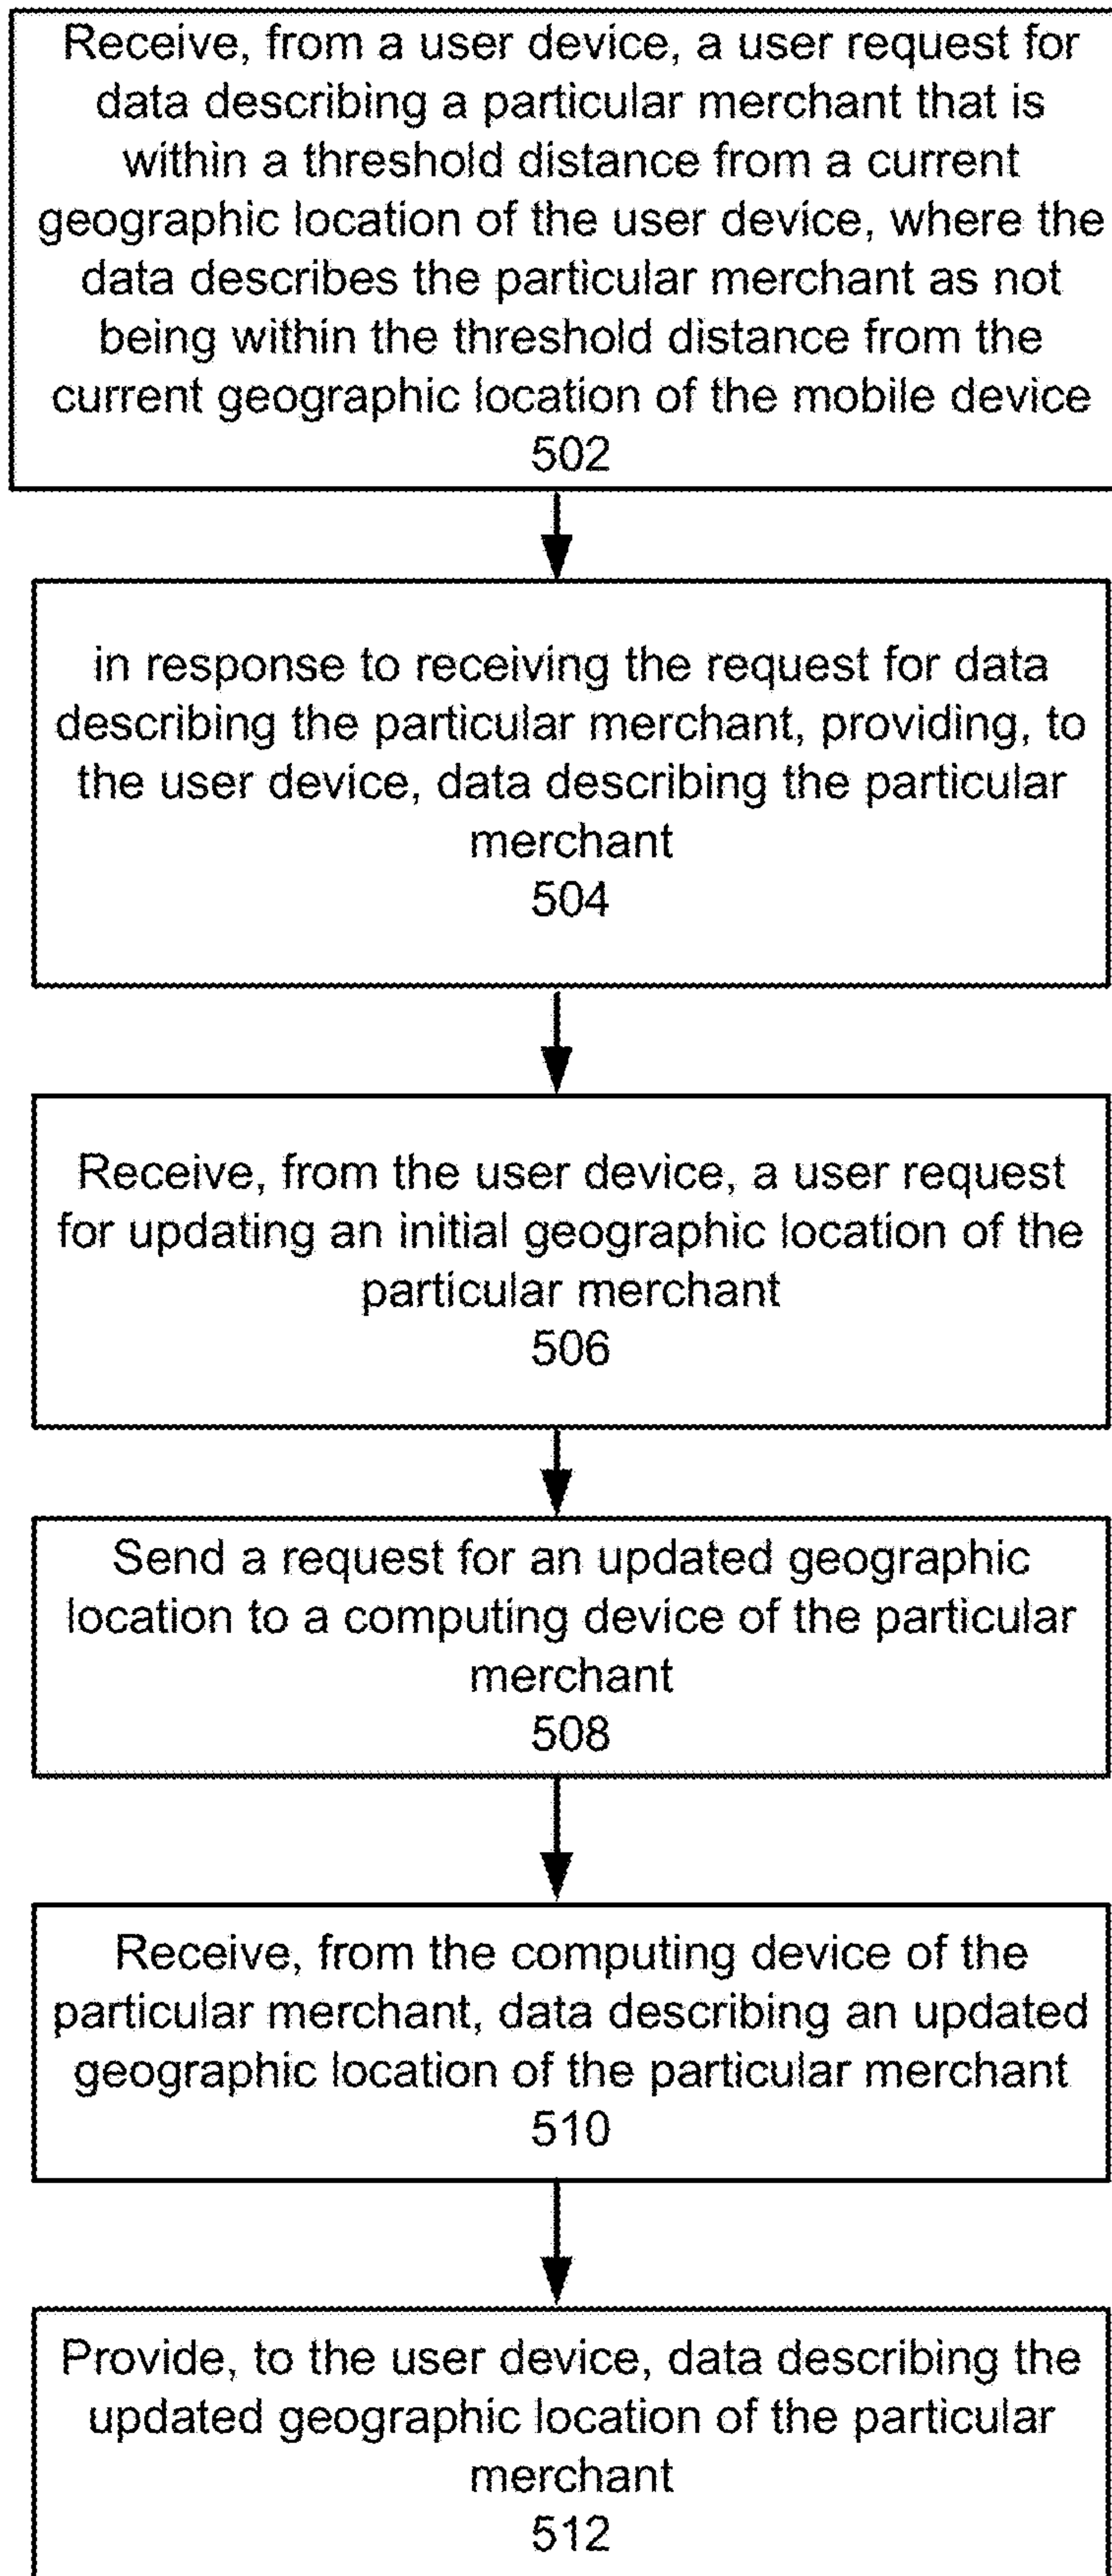 Receive, from a user device, a user request for
data describing a particular merchant that is
within a threshold distance from a current
geographic location of the user device, where the
data describes the particular merchant as not
being within the threshold distance from the
current geographic location of the mobile device
502
in response to receiving the request for data
describing the particular merchant, providing, to
the user device, data describing the particular
merchant
504
Receive, from the user device, a user request
for updating an initial geographic location of the
particular merchant
506
Send a request for an updated geographic
location to a computing device of the particular
merchant
508
Receive, from the computing device of the
particular merchant, data describing an updated
geographic location of the particular merchant
510
Provide, to the user device, data describing the
updated geographic location of the particular
merchant
512